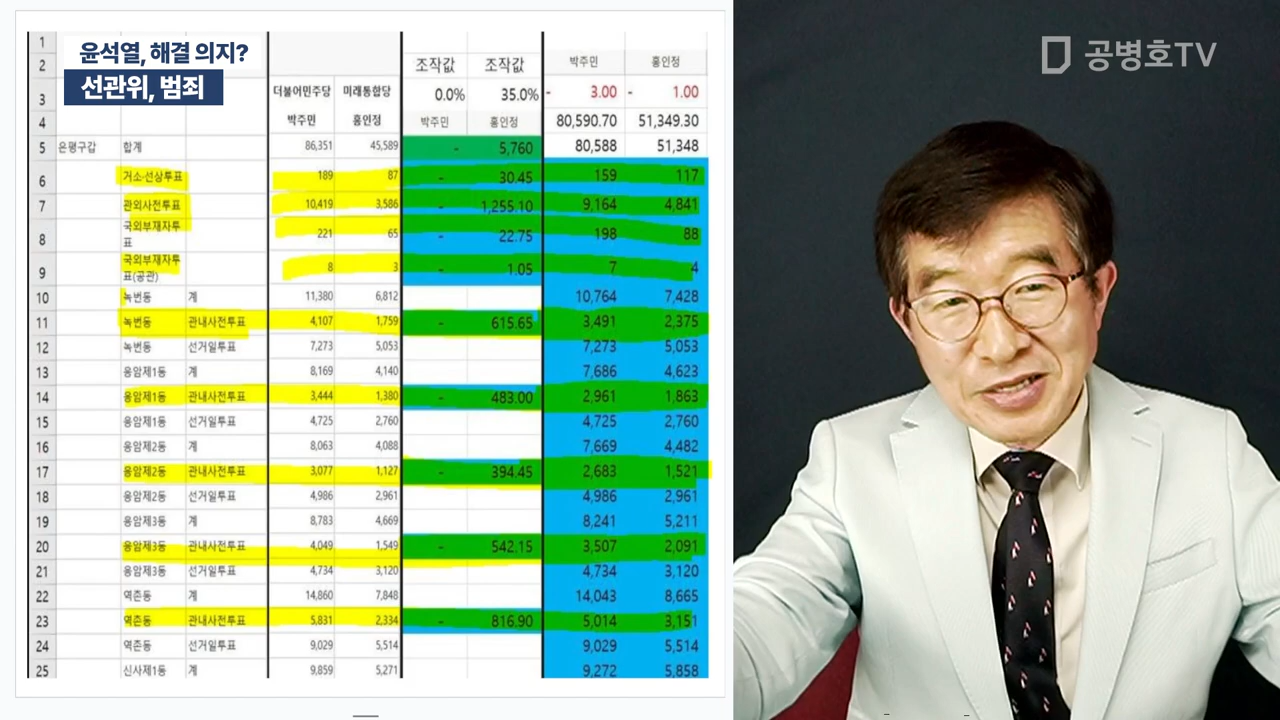 윤석열, 해결 의지?
선관위, 범죄
공병호TV
1
2 조작값 조작값 박주민 홍인정
3 더불어민주당 미래통합당 0.0% 35.0% - 3.00 - 1.00
4 박주민 홍인정 박주민 홍인정 80,590.70 51,349.30
5 은평구갑 합계 86,351 45,589 - 5,760 80,588 51,348
6 거소·선상투표 189 87 - 30.45 159 117
7 관외사전투표 10,419 3,586 - 1,255.10 9,164 4,841
8 국외부재자투표 221 65 - 22.75 198 88
9 국외부재자투표(공관) 8 3 - 1.05 7 4
10 녹번동 계 11,380 6,812 10,764 7,428
11 녹번동 관내사전투표 4,107 1,759 - 615.65 3,491 2,375
12 녹번동 선거일투표 7,273 5,053 7,273 5,053
13 응암제1동 계 8,169 4,140 7,686 4,623
14 응암제1동 관내사전투표 3,444 1,380 - 483.00 2,961 1,863
15 응암제1동 선거일투표 4,725 2,760 4,725 2,760
16 응암제2동 계 8,063 4,088 7,669 4,482
17 응암제2동 관내사전투표 3,077 1,127 - 394.45 2,683 1,521
18 응암제2동 선거일투표 4,986 2,961 4,986 2,961
19 응암제3동 계 8,783 4,669 8,241 5,211
20 응암제3동 관내사전투표 4,049 1,549 - 542.15 3,507 2,091
21 응암제3동 선거일투표 4,734 3,120 4,734 3,120
22 역촌동 계 14,860 7,848 14,043 8,665
23 역촌동 관내사전투표 5,831 2,334 - 816.90 5,014 3,151
24 역촌동 선거일투표 9,029 5,514 9,029 5,514
25 신사제1동 계 9,859 5,271 9,272 5,858